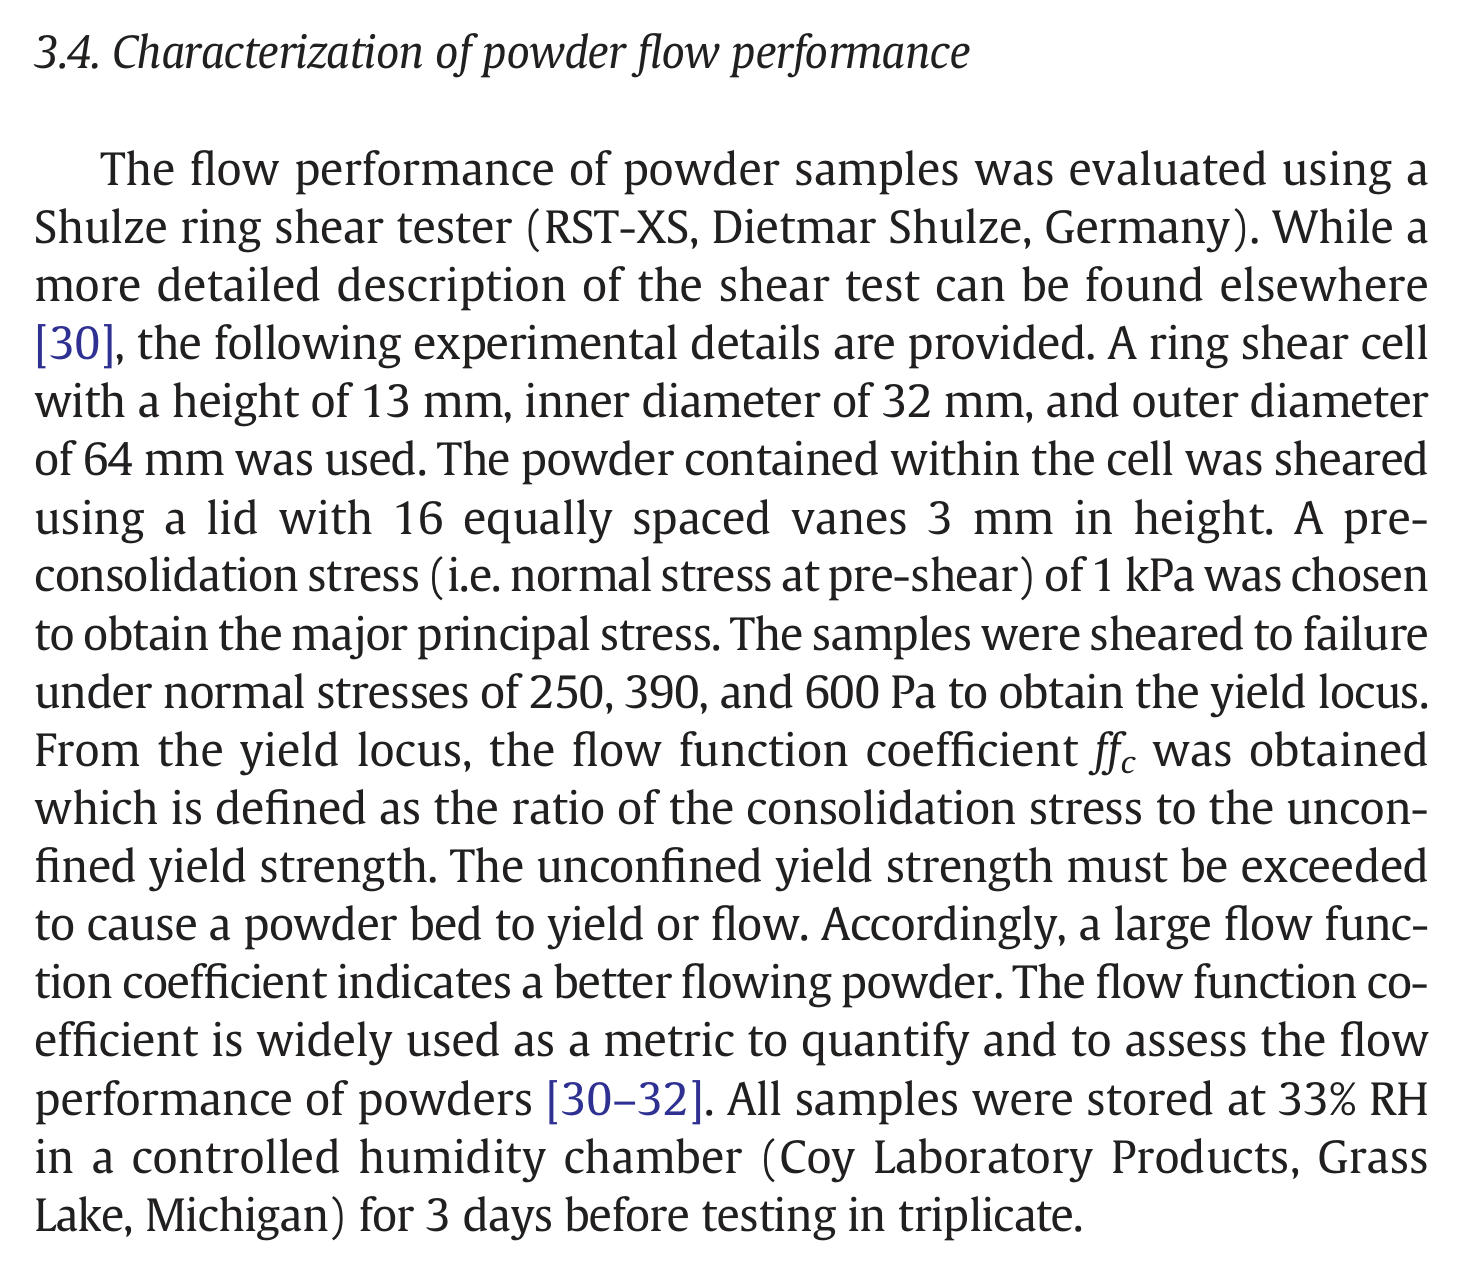 3.4. Characterization of powder flow performance
The flow performance of powder samples was evaluated using a
Shulze ring shear tester (RST-XS, Dietmar Shulze, Germany). While a
more detailed description of the shear test can be found elsewhere
[30], the following experimental details are provided. A ring shear cell
with a height of 13 mm, inner diameter of 32 mm, and outer diameter
of 64 mm was used. The powder contained within the cell was sheared
using a lid with 16 equally spaced vanes 3 mm in height. A pre-
consolidation stress (i.e. normal stress at pre-shear) of 1 kPa was chosen
to obtain the major principal stress. The samples were sheared to failure
under normal stresses of 250, 390, and 600 Pa to obtain the yield locus.
From the yield locus, the flow function coefficient ffc was obtained
which is defined as the ratio of the consolidation stress to the uncon-
fined yield strength. The unconfined yield strength must be exceeded
to cause a powder bed to yield or flow. Accordingly, a large flow func-
tion coefficient indicates a better flowing powder. The flow function co-
efficient is widely used as a metric to quantify and to assess the flow
performance of powders [30–32]. All samples were stored at 33% RH
in a controlled humidity chamber (Coy Laboratory Products, Grass
Lake, Michigan) for 3 days before testing in triplicate.